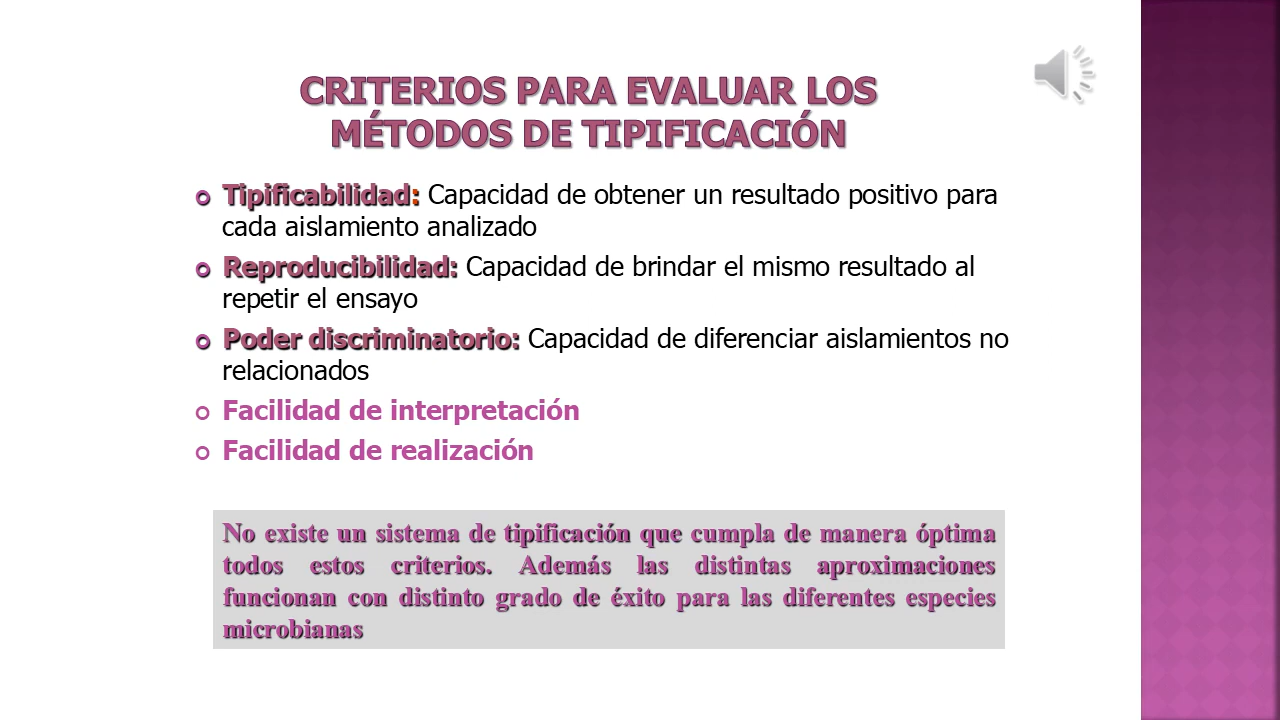 CRITERIOS PARA EVALUAR LOS
MÉTODOS DE TIPIFICACIÓN
Tipificabilidad: Capacidad de obtener un resultado positivo para
cada aislamiento analizado
Reproducibilidad: Capacidad de brindar el mismo resultado al
repetir el ensayo
Poder discriminatorio: Capacidad de diferenciar aislamientos no
relacionados
Facilidad de interpretación
Facilidad de realización
No existe un sistema de tipificación que cumpla de manera óptima
todos estos criterios. Además las distintas aproximaciones
funcionan con distinto grado de éxito para las diferentes especies
microbianas